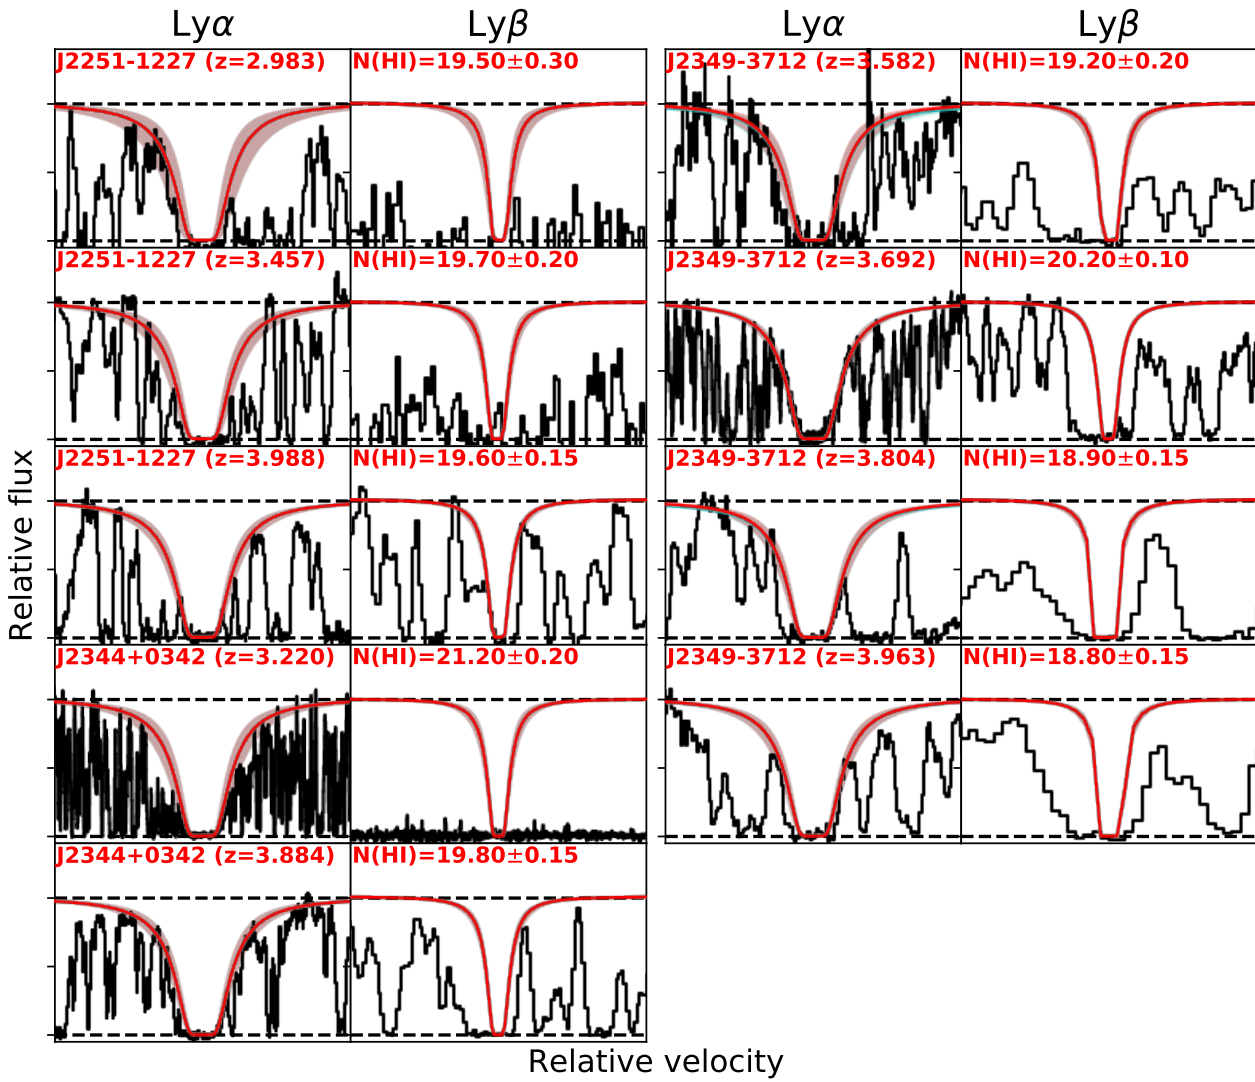 Lyα Lyβ Lyα Lyβ
J2251-1227 (z=2.983) N(HI)=19.50±0.30 J2349-3712 (z=3.582) N(HI)=19.20±0.20
J2251-1227 (z=3.457) N(HI)=19.70±0.20 J2349-3712 (z=3.692) N(HI)=20.20±0.10
J2251-1227 (z=3.988) N(HI)=19.60±0.15 J2349-3712 (z=3.804) N(HI)=18.90±0.15
Relative flux
J2344+0342 (z=3.220) N(HI)=21.20±0.20 J2349-3712 (z=3.963) N(HI)=18.80±0.15
J2344+0342 (z=3.884) N(HI)=19.80±0.15
Relative velocity